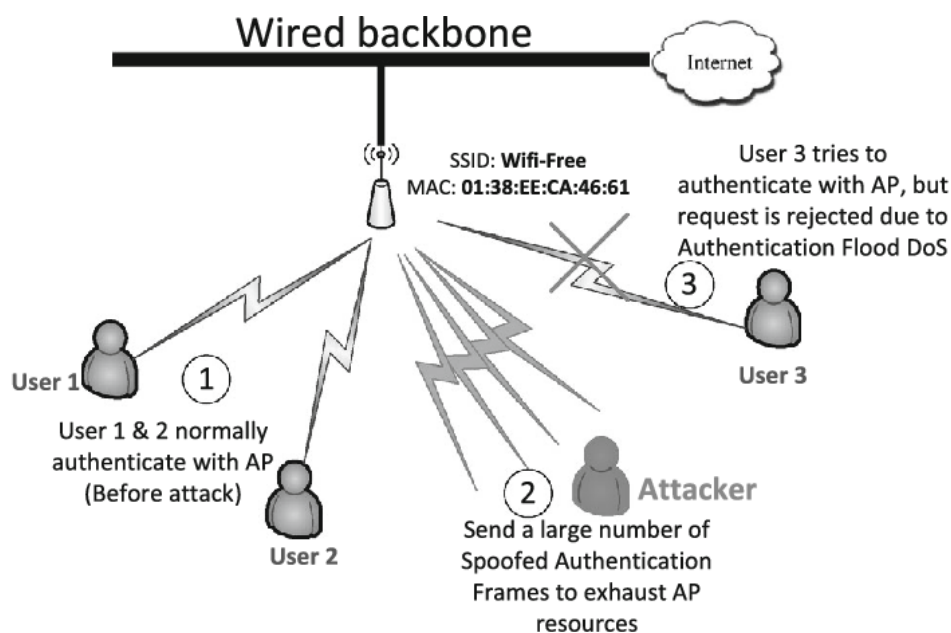 Wired backbone
Internet
SSID: Wifi-Free
MAC: 01:38:EE:CA:46:61
User 3 tries to
authenticate with AP, but
request is rejected due to
Authentication Flood DoS
3
User 3
User 1
1
User 1 & 2 normally
authenticate with AP
(Before attack)
User 2
2
Attacker
Send a large number of
Spoofed Authentication
Frames to exhaust AP
resources